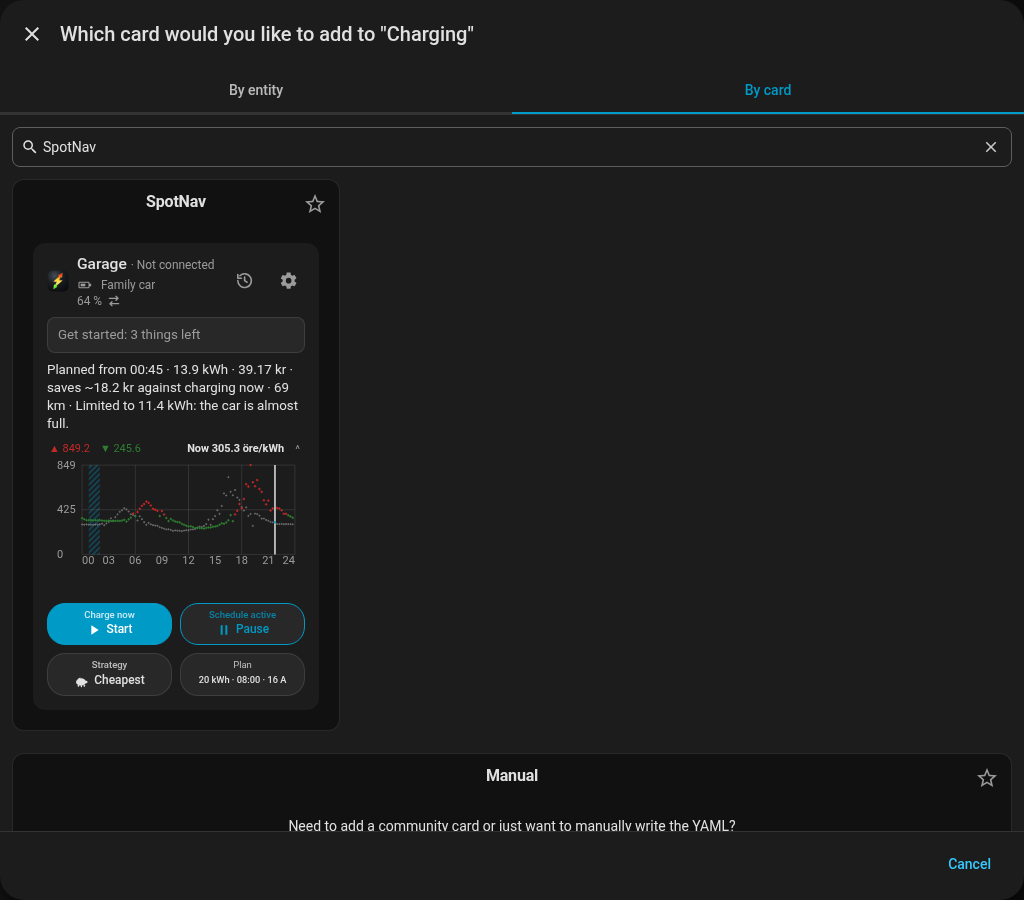 Which card would you like to add to "Charging"
By entity
By card
SpotNav
SpotNav
Garage · Not connected
Family car
64 %
Get started: 3 things left
Planned from 00:45 · 13.9 kWh · 39.17 kr ·
saves ~18.2 kr against charging now · 69
km · Limited to 11.4 kWh: the car is almost
full.
▲ 849.2 ▼ 245.6 Now 305.3 öre/kWh ^
849
425
0
00 03 06 09 12 15 18 21 24
Charge now
Start
Schedule active
Pause
Strategy
Cheapest
Plan
20 kWh · 08:00 · 16 A
Manual
Need to add a community card or just want to manually write the YAML?
Cancel